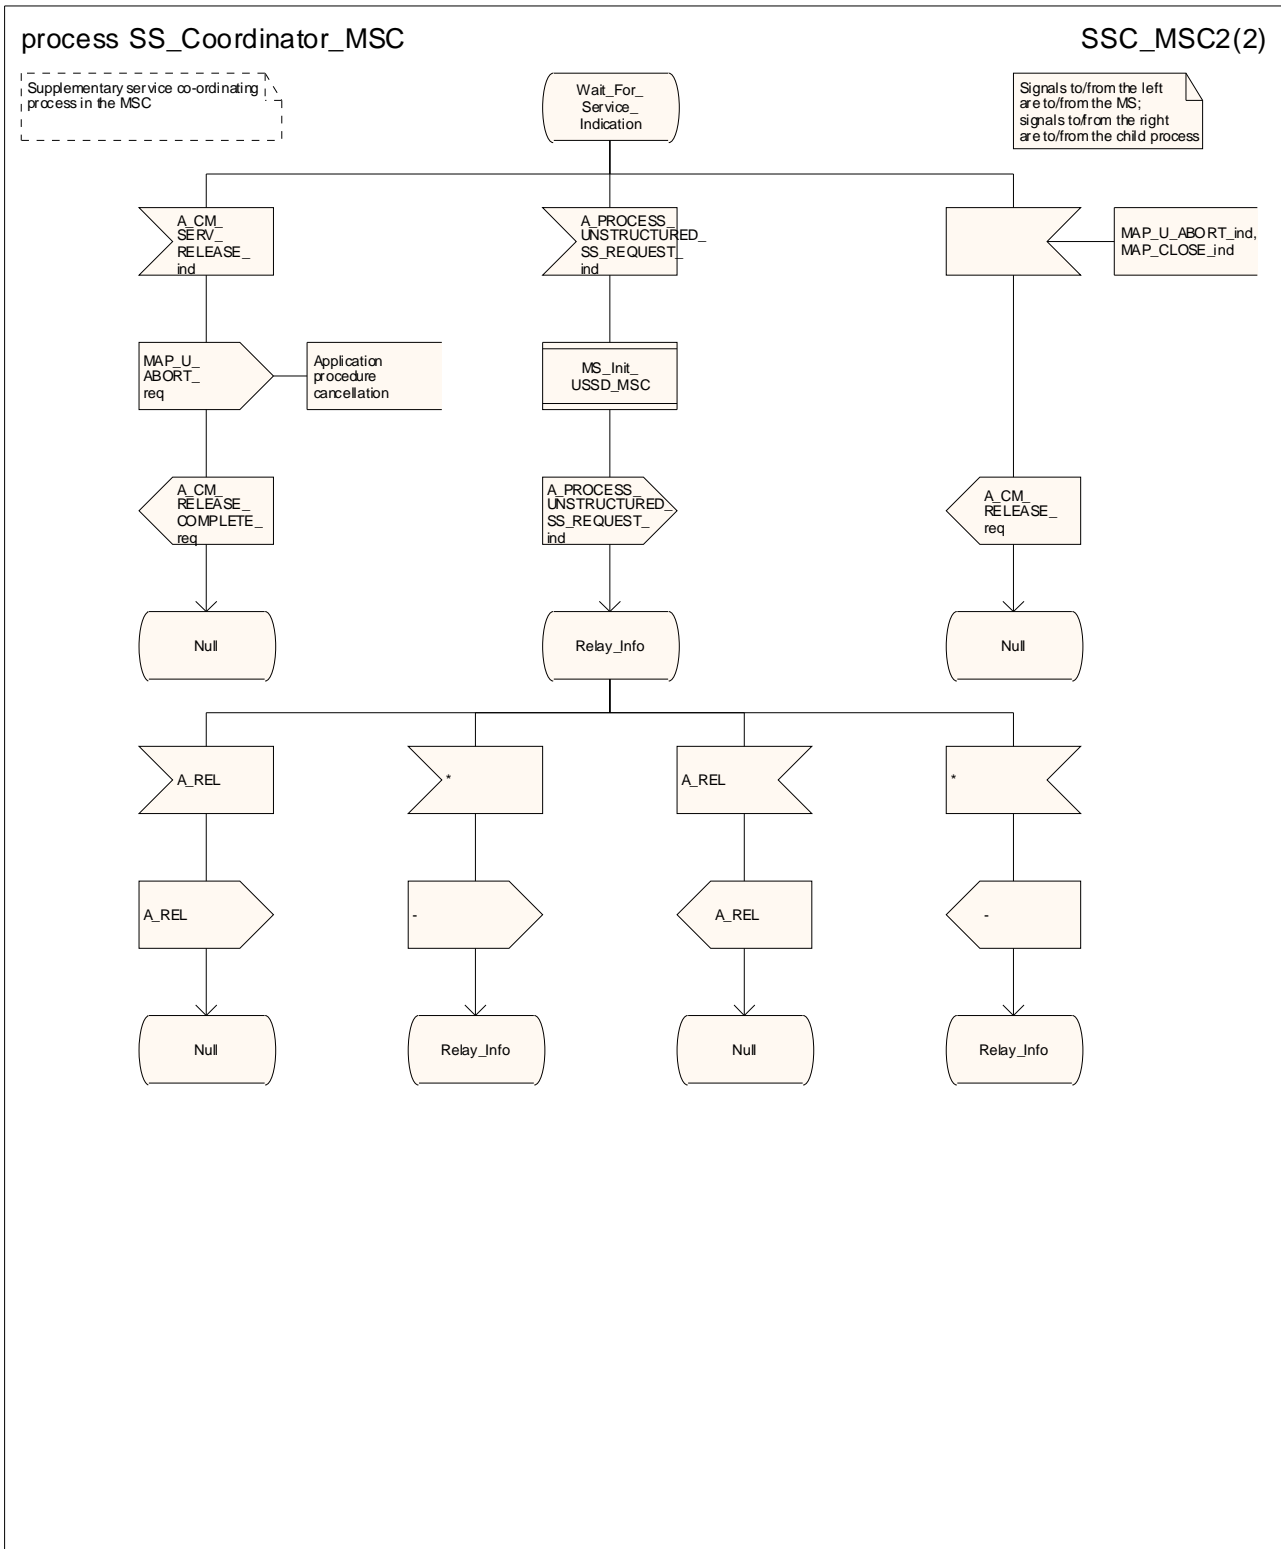 process SS_Coordinator_MSC
SSC_MSC2(2)
Supplementary service co-ordinating
process in the MSC
Wait_For_
Service_
Indication
Signals to/from the left
are to/from the MS;
signals to/from the right
are to/from the child process
A_CM_
SERV_
RELEASE_
ind
A_PROCESS_
UNSTRUCTURED_
SS_REQUEST_
ind
MAP_U_ABORT_ind,
MAP_CLOSE_ind
MAP_U_
ABORT_
req
Application
procedure
cancellation
MS_Init_
USSD_MSC
A_CM_
RELEASE_
COMPLETE_
req
A_PROCESS_
UNSTRUCTURED_
SS_REQUEST_
ind
A_CM_
RELEASE_
req
Null
Relay_Info
Null
A_REL
*
A_REL
*
A_REL
-
A_REL
-
Null
Relay_Info
Null
Relay_Info